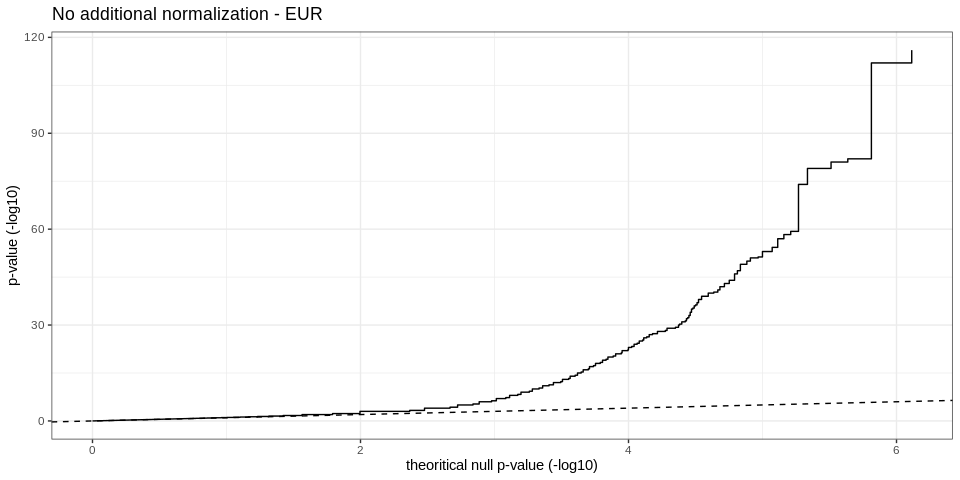 No additional normalization - EUR
120
90
60
30
0
p-value (-log10)
0 2 4 6
theoritical null p-value (-log10)